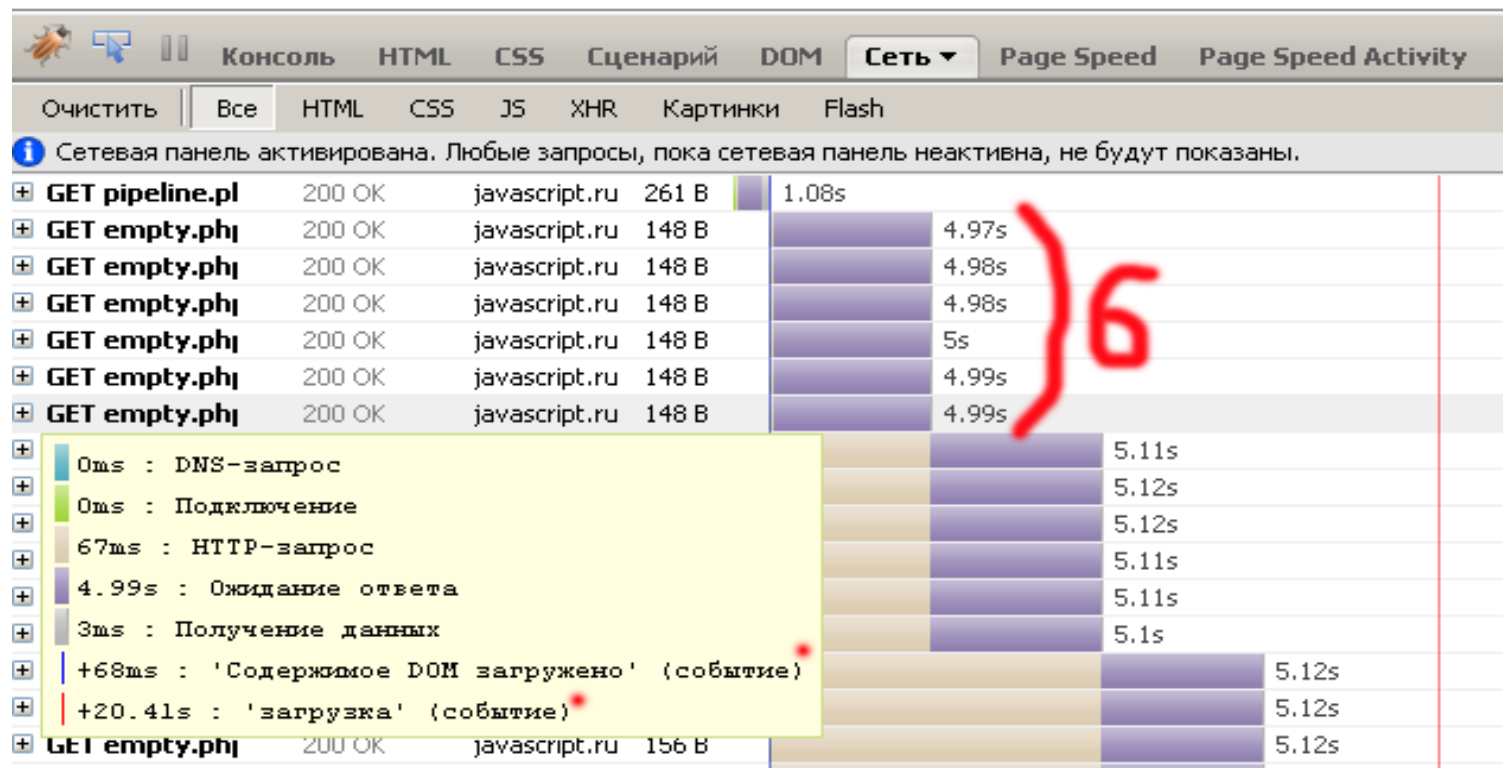 Консоль HTML CSS Сценарий DOM Сеть Page Speed Page Speed Activity
Очистить Все HTML CSS JS XHR Картинки Flash
Сетевая панель активирована. Любые запросы, пока сетевая панель неактивна, не будут показаны.
GET pipeline.pl 200 OK javascript.ru 261 B 1.08s
GET empty.php 200 OK javascript.ru 148 B 4.97s
GET empty.php 200 OK javascript.ru 148 B 4.98s
GET empty.php 200 OK javascript.ru 148 B 4.98s
GET empty.php 200 OK javascript.ru 148 B 5s
GET empty.php 200 OK javascript.ru 148 B 4.99s
GET empty.php 200 OK javascript.ru 148 B 4.99s
6
5.11s
0ms : DNS-запрос
5.12s
0ms : Подключение
5.12s
67ms : HTTP-запрос
5.11s
4.99s : Ожидание ответа
5.11s
3ms : Получение данных
5.1s
+68ms : 'Содержимое DOM загружено' (событие)
5.12s
+20.41s : 'загрузка' (событие)
5.12s
GET empty.php 200 OK javascript.ru 156 B 5.12s